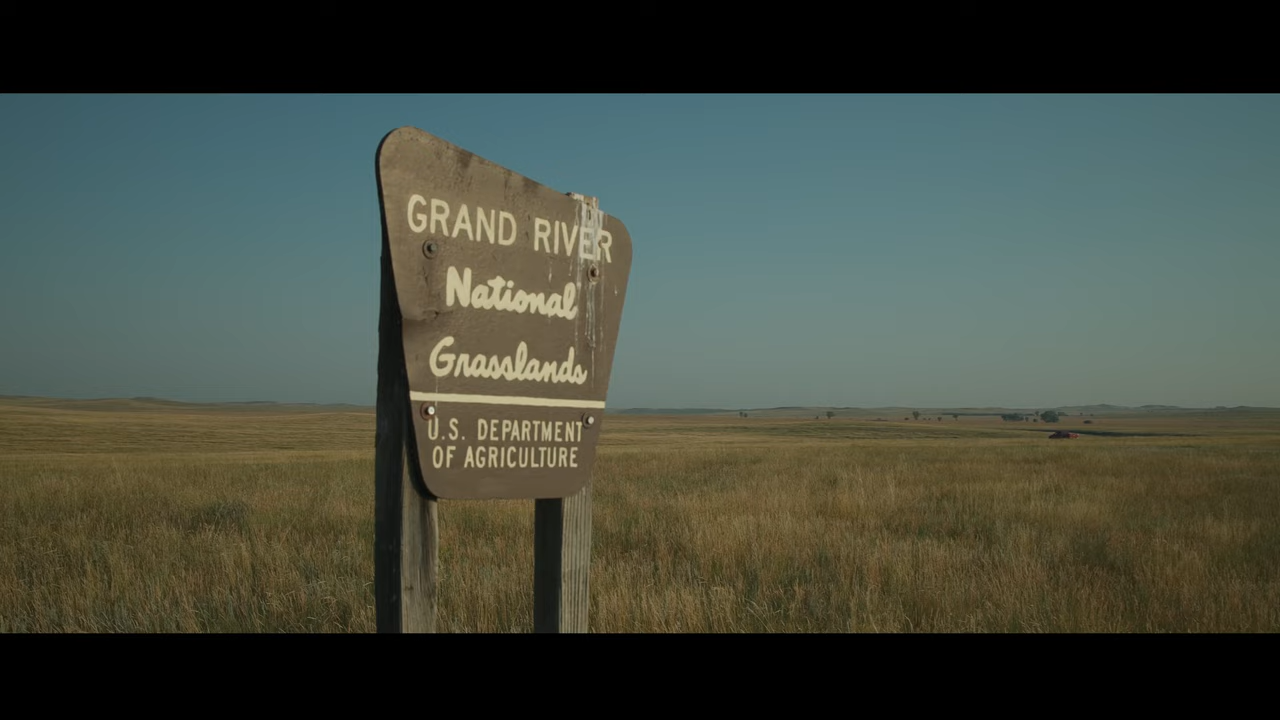 GRAND RIVER
National
Grasslands
U.S. DEPARTMENT
OF AGRICULTURE